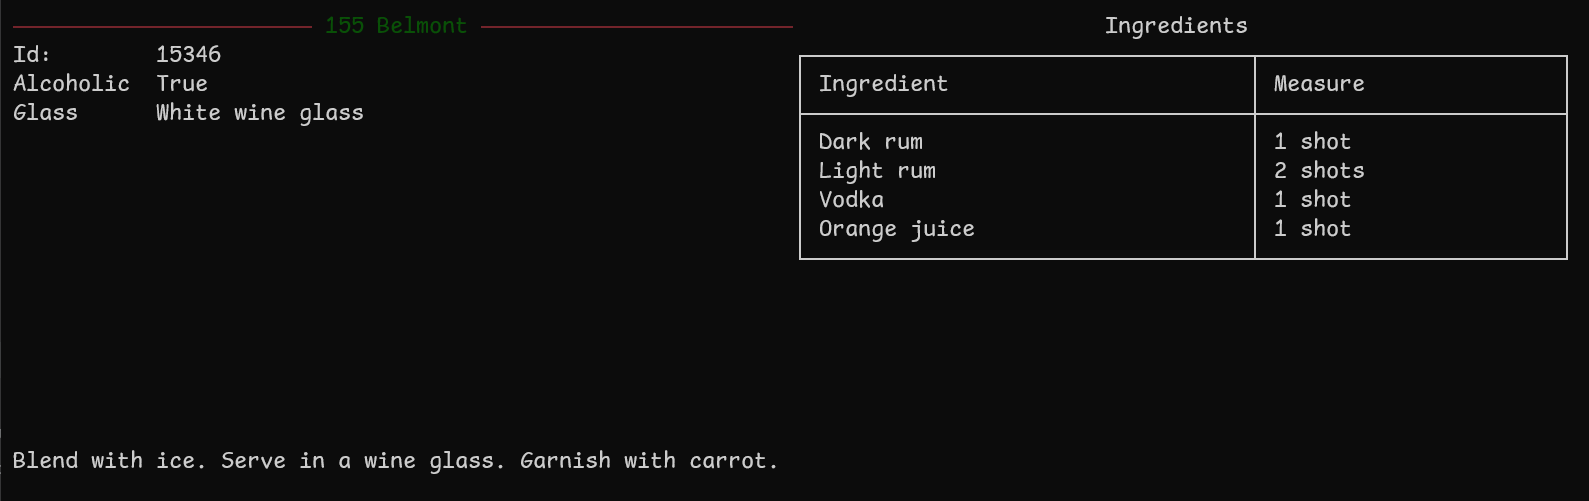 155 Belmont
Id: 15346
Alcoholic True
Glass White wine glass
Ingredients
Ingredient Measure
Dark rum 1 shot
Light rum 2 shots
Vodka 1 shot
Orange juice 1 shot
Blend with ice. Serve in a wine glass. Garnish with carrot.